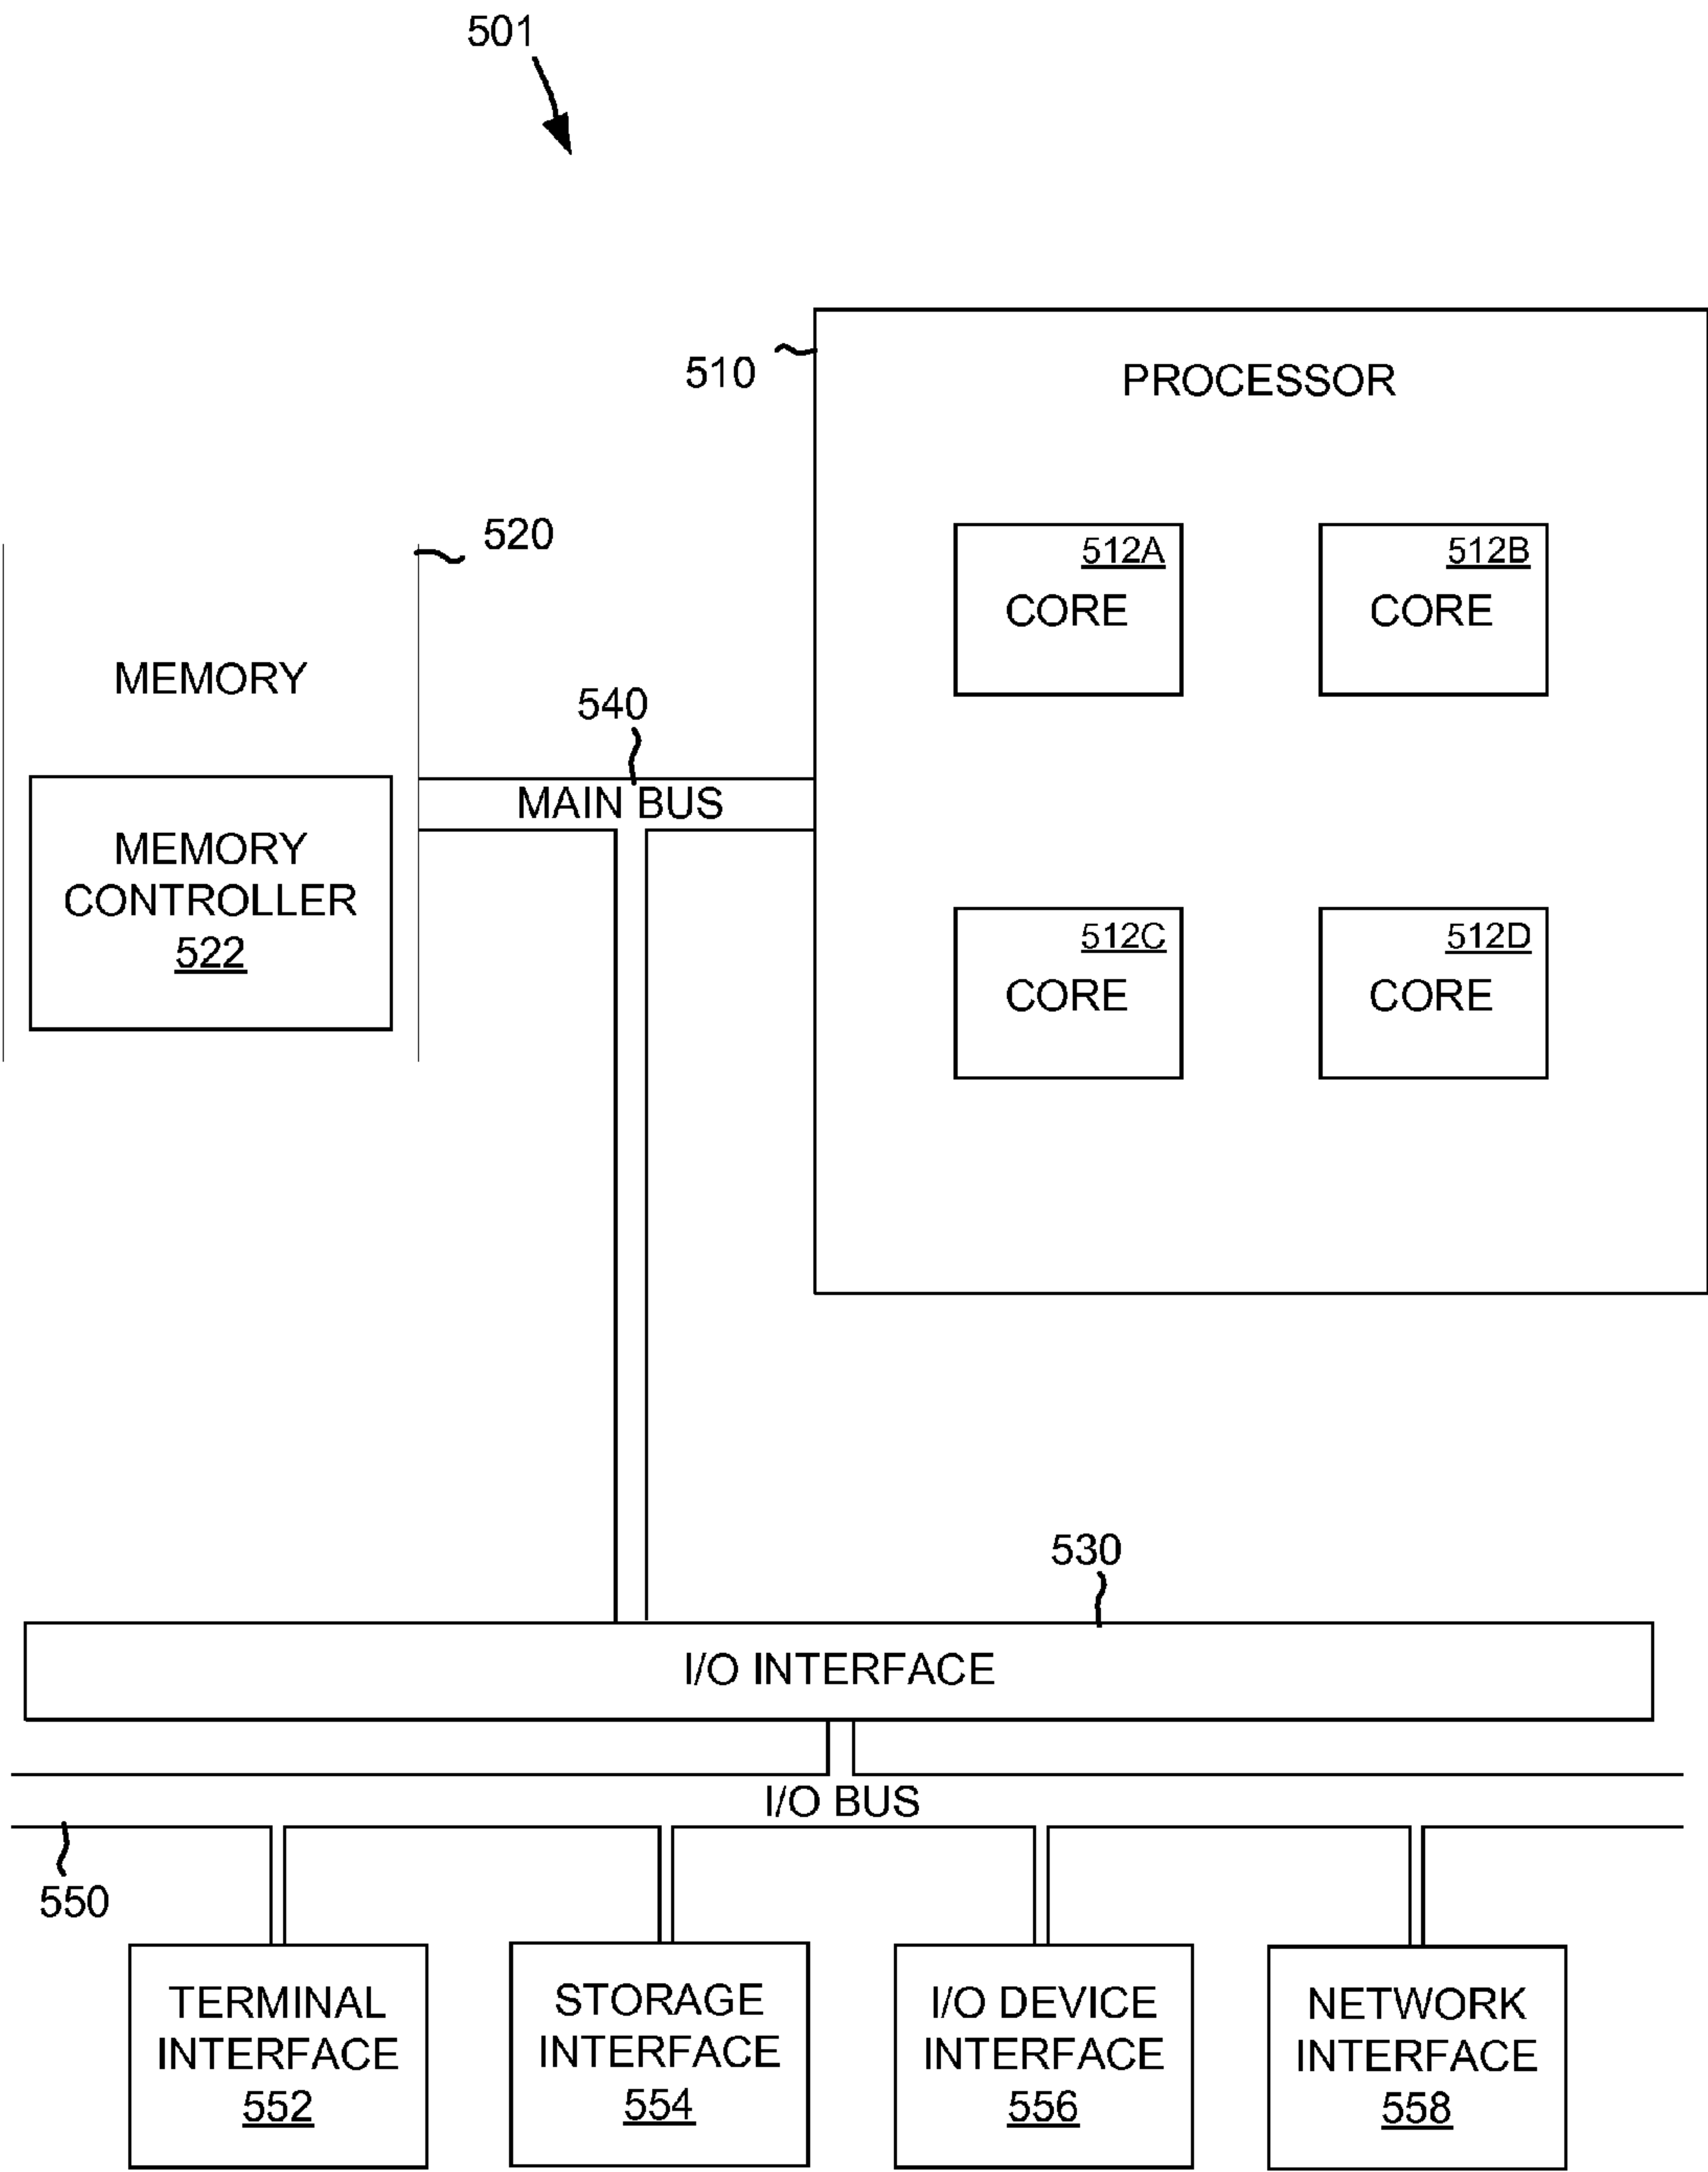 501
510
PROCESSOR
520
512A
CORE
512B
CORE
MEMORY
540
MAIN BUS
MEMORY
CONTROLLER
522
512C
CORE
512D
CORE
530
I/O INTERFACE
I/O BUS
550
TERMINAL
INTERFACE
552
STORAGE
INTERFACE
554
I/O DEVICE
INTERFACE
556
NETWORK
INTERFACE
558